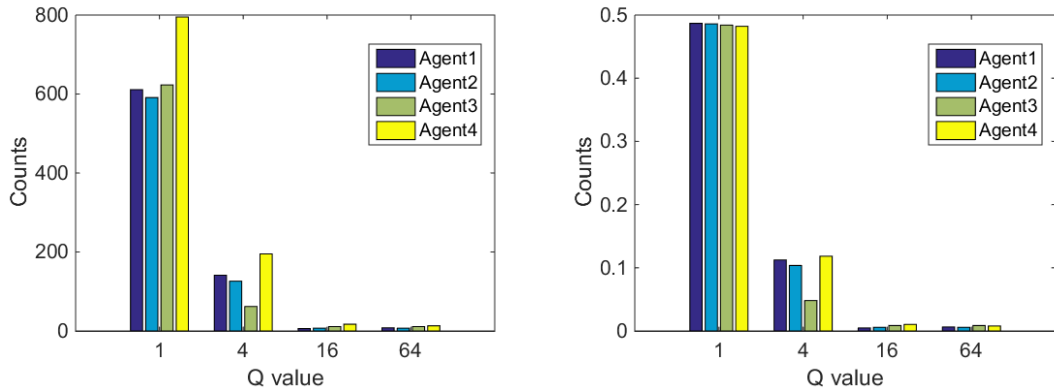 800
600
400
200
0
Counts
1 4 16 64
Q value
Agent1
Agent2
Agent3
Agent4
0.5
0.4
0.3
0.2
0.1
0
Counts
1 4 16 64
Q value
Agent1
Agent2
Agent3
Agent4